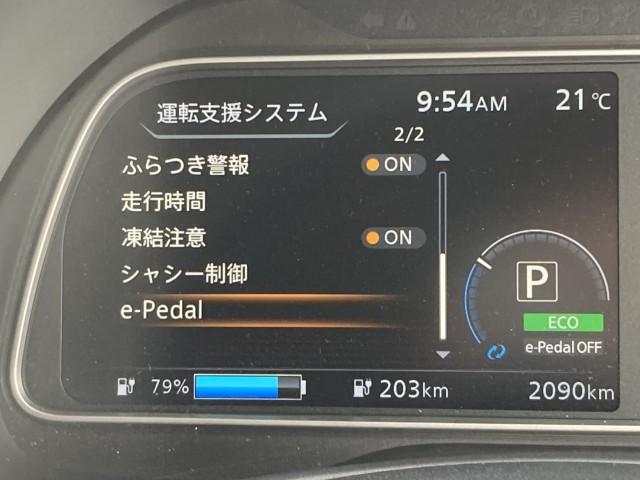 運転支援システム
9:54AM
21℃
2/2
ふらつき警報
ON
走行時間
凍結注意
ON
シャシー制御
e-Pedal
P
ECO
e-Pedal OFF
79%
203km
2090km